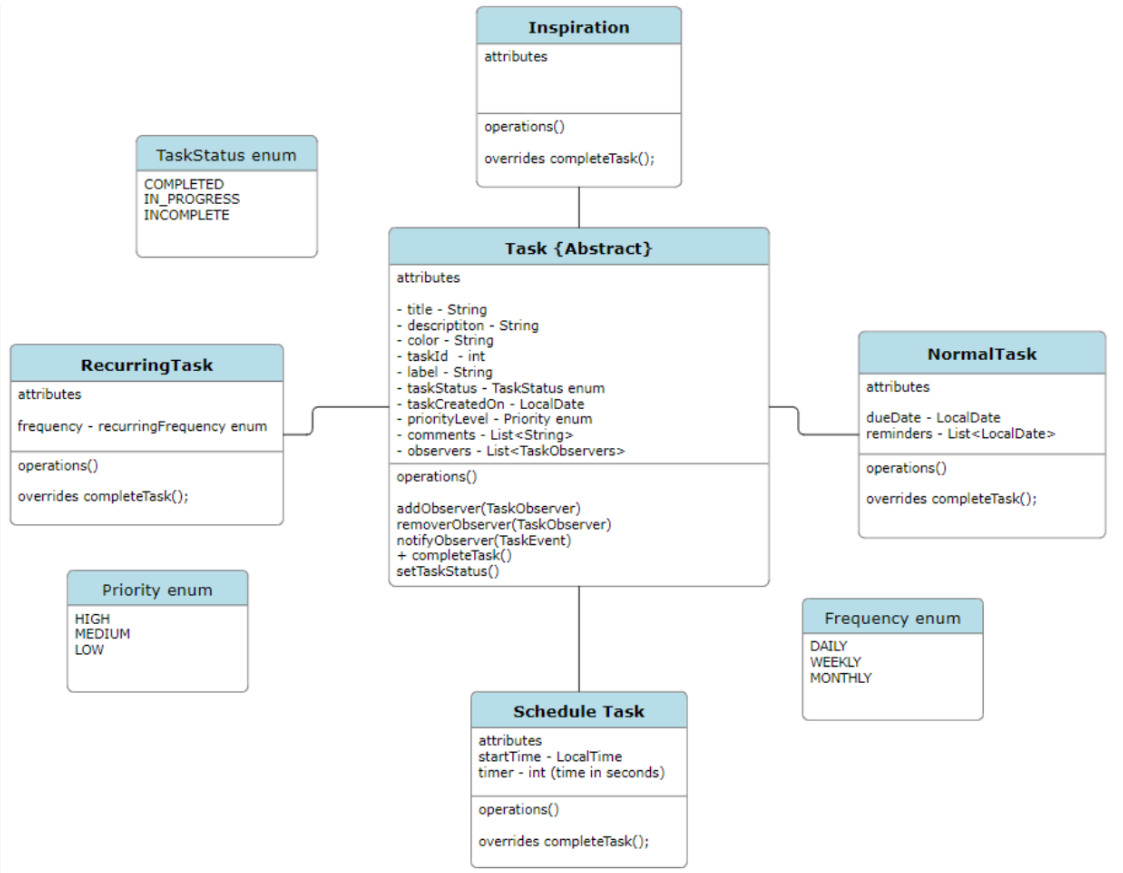 Inspiration
attributes
operations()
overrides completeTask();
TaskStatus enum
COMPLETED
IN_PROGRESS
INCOMPLETE
Task {Abstract}
attributes
- title - String
- descriptiton - String
- color - String
- taskId - int
- label - String
- taskStatus - TaskStatus enum
- taskCreatedOn - LocalDate
- priorityLevel - Priority enum
- comments - List<String>
- observers - List<TaskObservers>
operations()
addObserver(TaskObserver)
removerObserver(TaskObserver)
notifyObserver(TaskEvent)
+ completeTask()
setTaskStatus()
RecurringTask
attributes
frequency - recurringFrequency enum
operations()
overrides completeTask();
NormalTask
attributes
dueDate - LocalDate
reminders - List<LocalDate>
operations()
overrides completeTask();
Priority enum
HIGH
MEDIUM
LOW
Frequency enum
DAILY
WEEKLY
MONTHLY
Schedule Task
attributes
startTime - LocalTime
timer - int (time in seconds)
operations()
overrides completeTask();